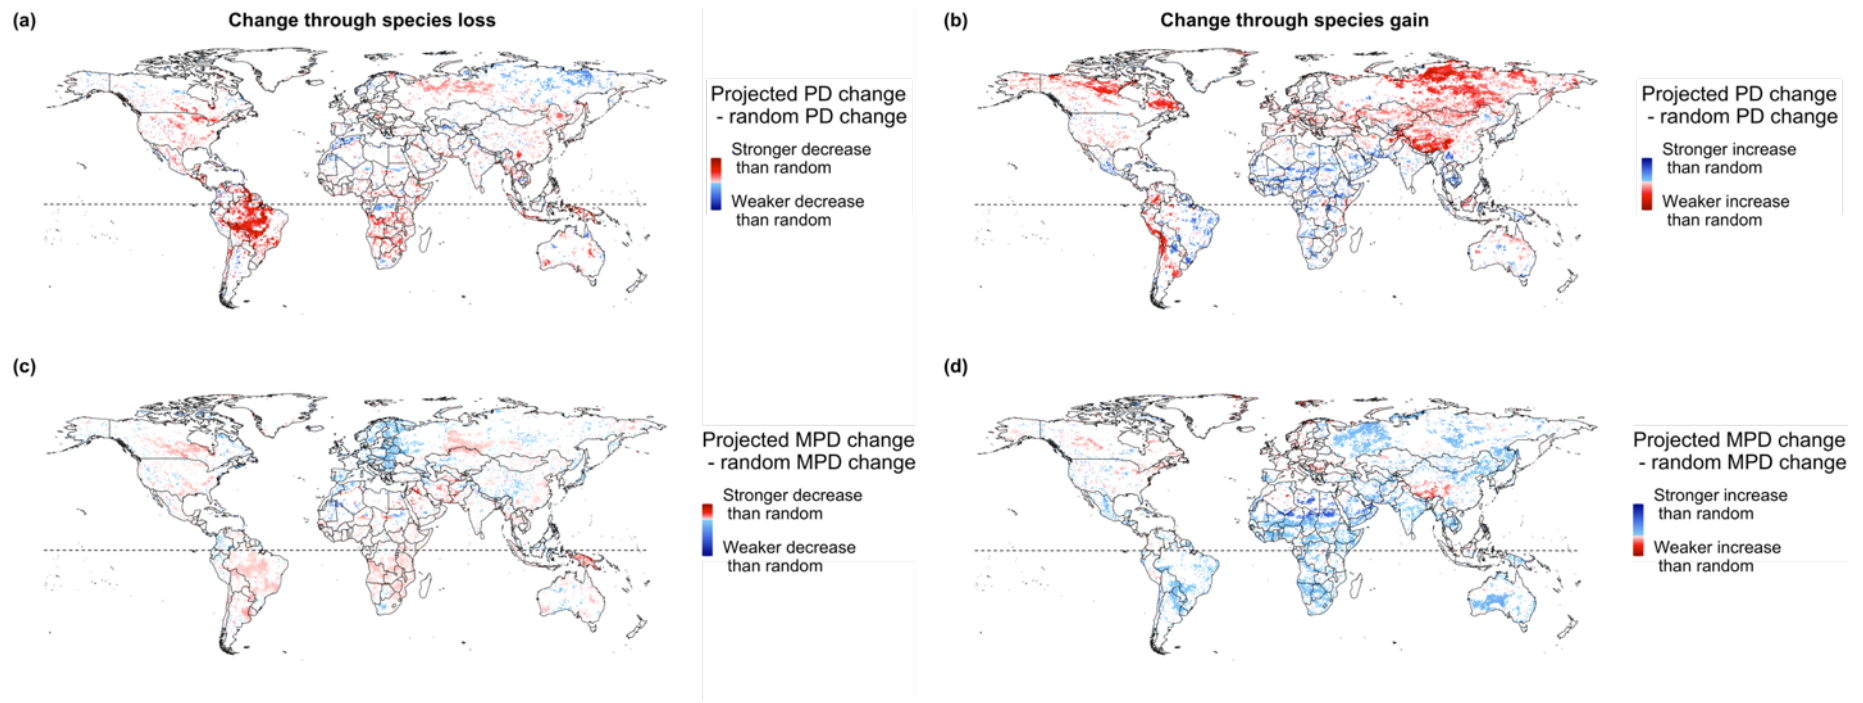 (a)
Change through species loss
Projected PD change
- random PD change
Stronger decrease
than random
Weaker decrease
than random
(b)
Change through species gain
Projected PD change
- random PD change
Stronger increase
than random
Weaker increase
than random
(c)
Projected MPD change
- random MPD change
Stronger decrease
than random
Weaker decrease
than random
(d)
Projected MPD change
- random MPD change
Stronger increase
than random
Weaker increase
than random